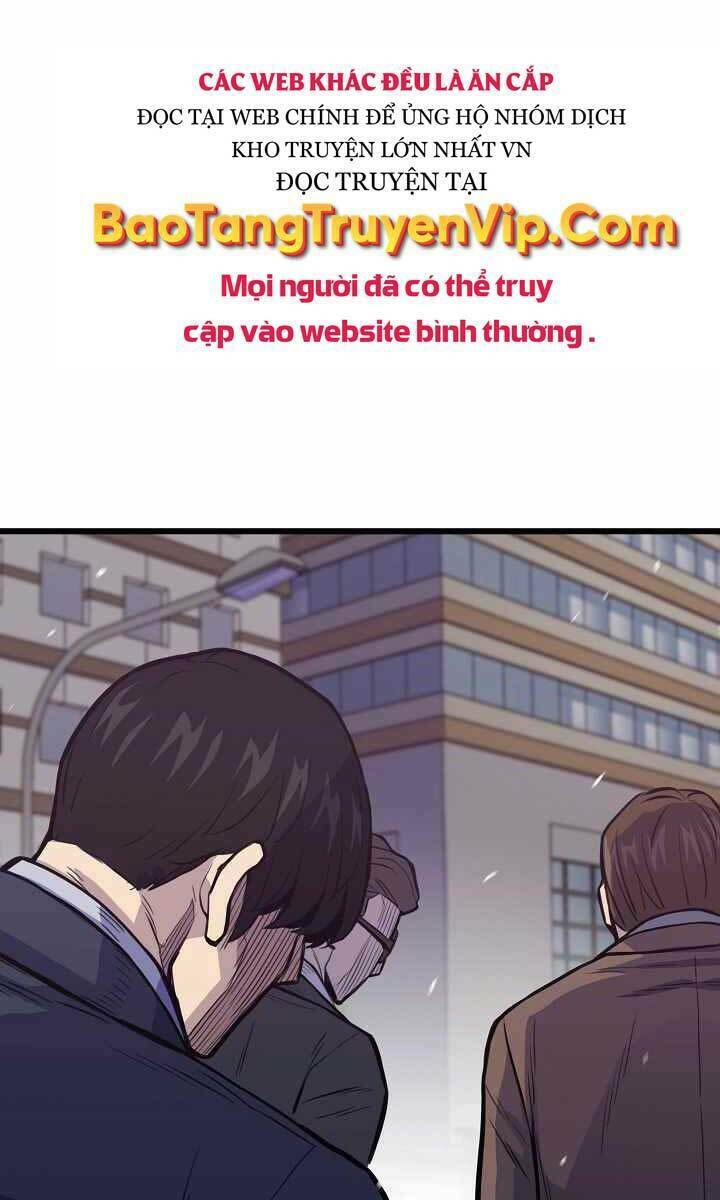 CÁC WEB KHÁC ĐỀU LÀ ĂN CẮP
ĐỌC TẠI WEB CHÍNH ĐỂ ỦNG HỘ NHÓM DỊCH
KHO TRUYỆN LỚN NHẤT VN
ĐỌC TRUYỆN TẠI
BaoTangTruyenVip.Com
Mọi người đã có thể truy
cập vào website bình thường .